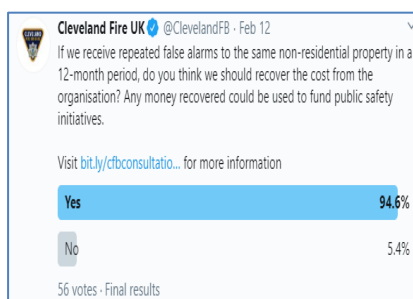 Cleveland Fire UK @ClevelandFB · Feb 12
If we receive repeated false alarms to the same non-residential property in a
12-month period, do you think we should recover the cost from the
organisation? Any money recovered could be used to fund public safety
initiatives.
Visit bit.ly/cfbconsultatio... for more information
Yes 94.6%
No 5.4%
56 votes · Final results